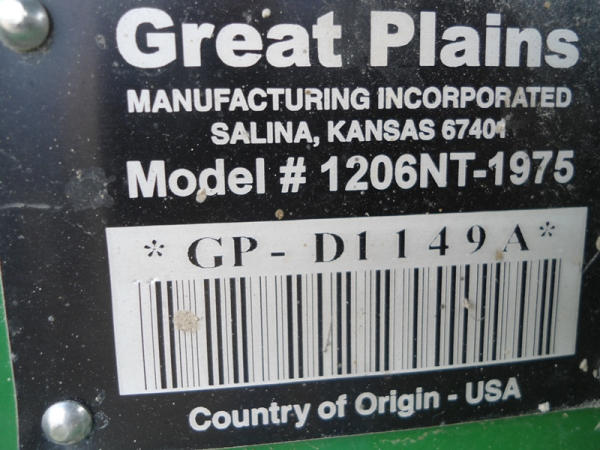 Great Plains
MANUFACTURING INCORPORATED
SALINA, KANSAS 67401
Model # 1206NT-1975
*GP-D1149A*
Country of Origin - USA